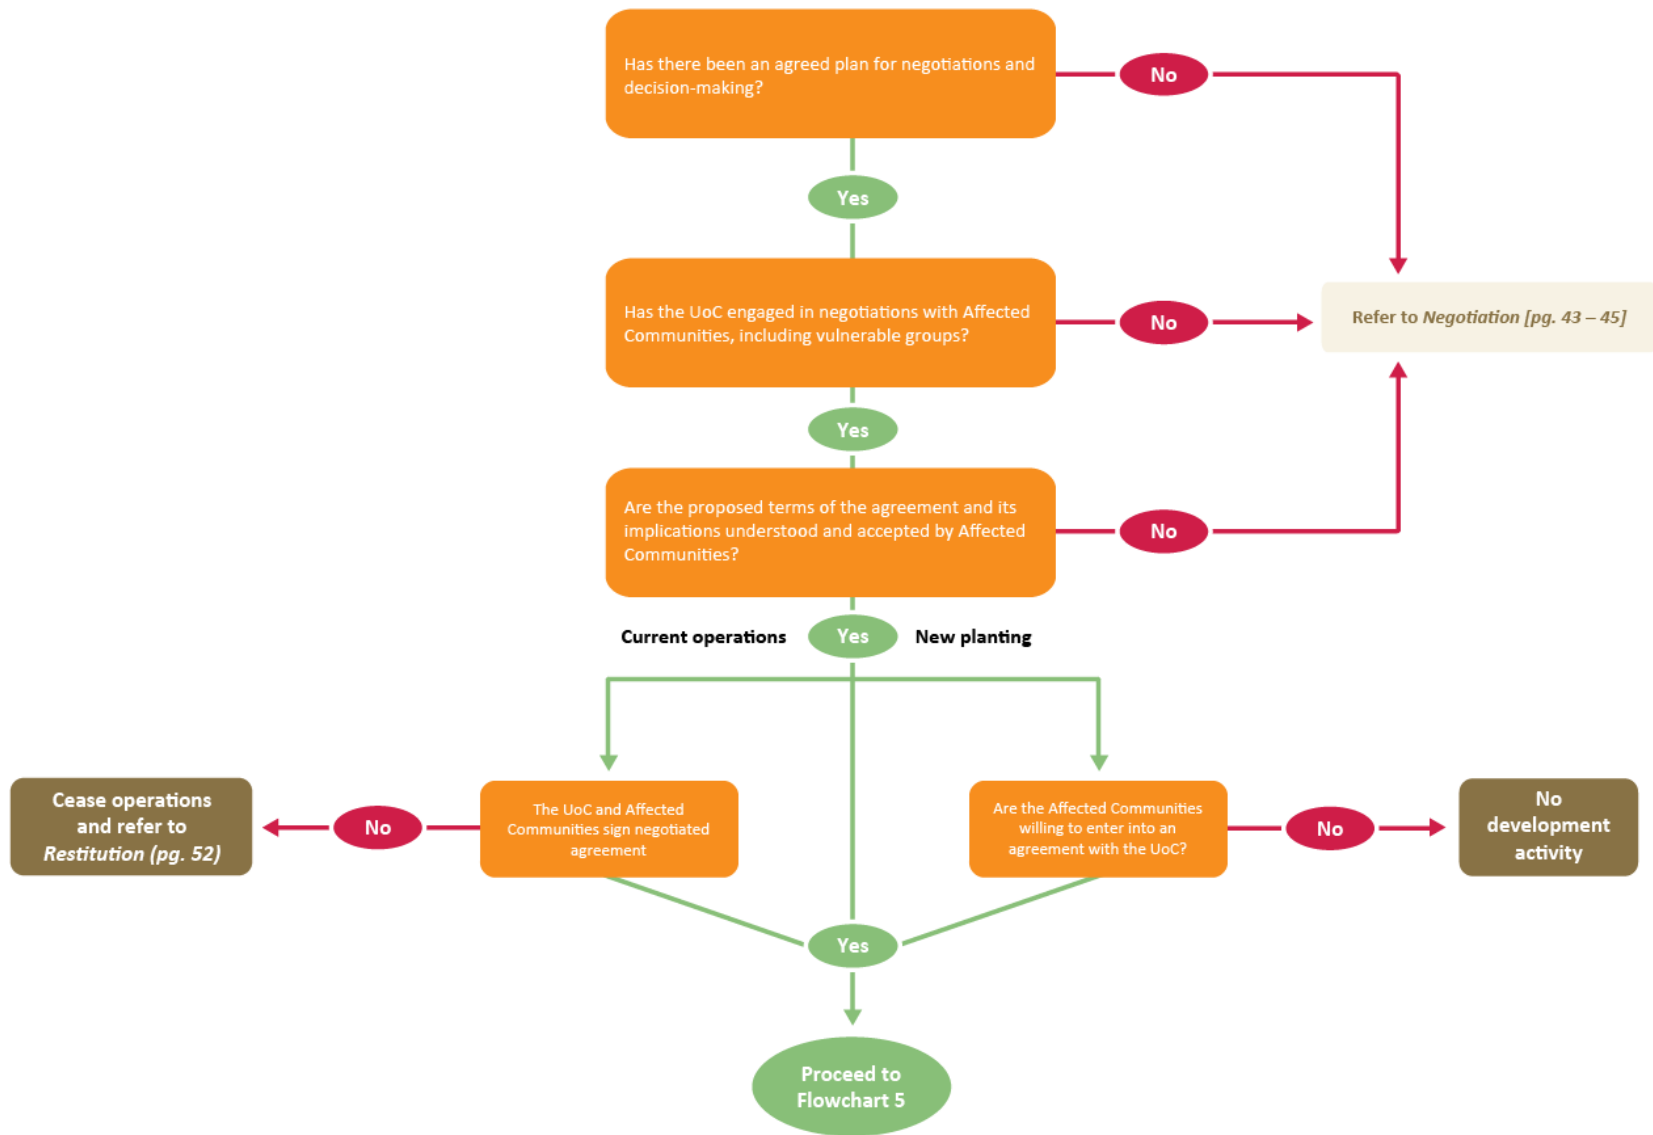 Has there been an agreed plan for negotiations and
decision-making?
No
Yes
Has the UoC engaged in negotiations with Affected
Communities, including vulnerable groups?
No
Refer to Negotiation [pg. 43 – 45]
Yes
Are the proposed terms of the agreement and its
implications understood and accepted by Affected
Communities?
No
Current operations
Yes
New planting
Cease operations
and refer to
Restitution (pg. 52)
No
The UoC and Affected
Communities sign negotiated
agreement
Are the Affected Communities
willing to enter into an
agreement with the UoC?
No
No
development
activity
Yes
Proceed to
Flowchart 5